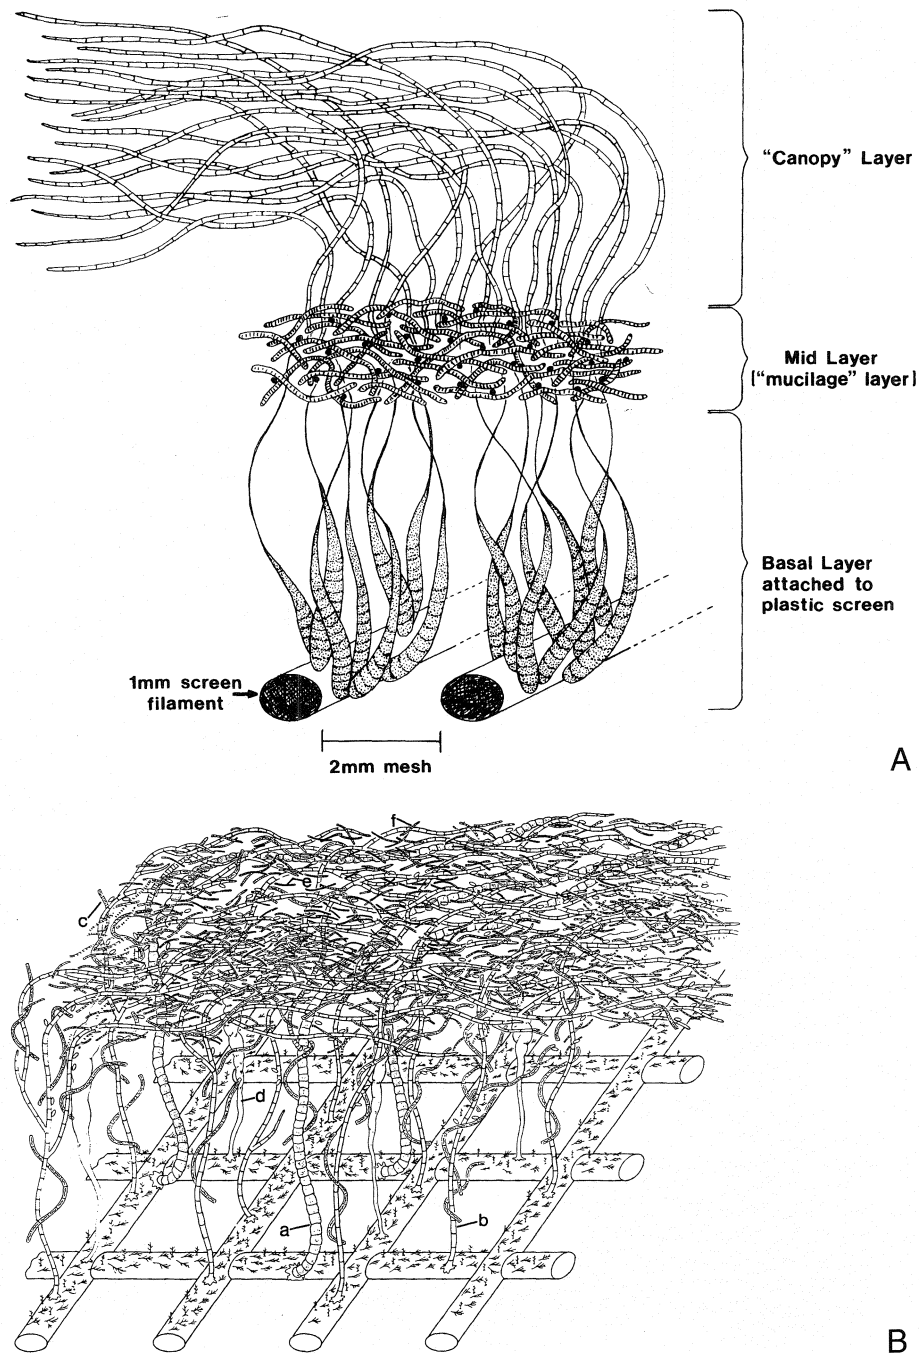 “Canopy” Layer
Mid Layer
[“mucilage” layer]
Basal Layer
attached to
plastic screen
1mm screen
filament
2mm mesh
A
f
e
c
d
a
b
B